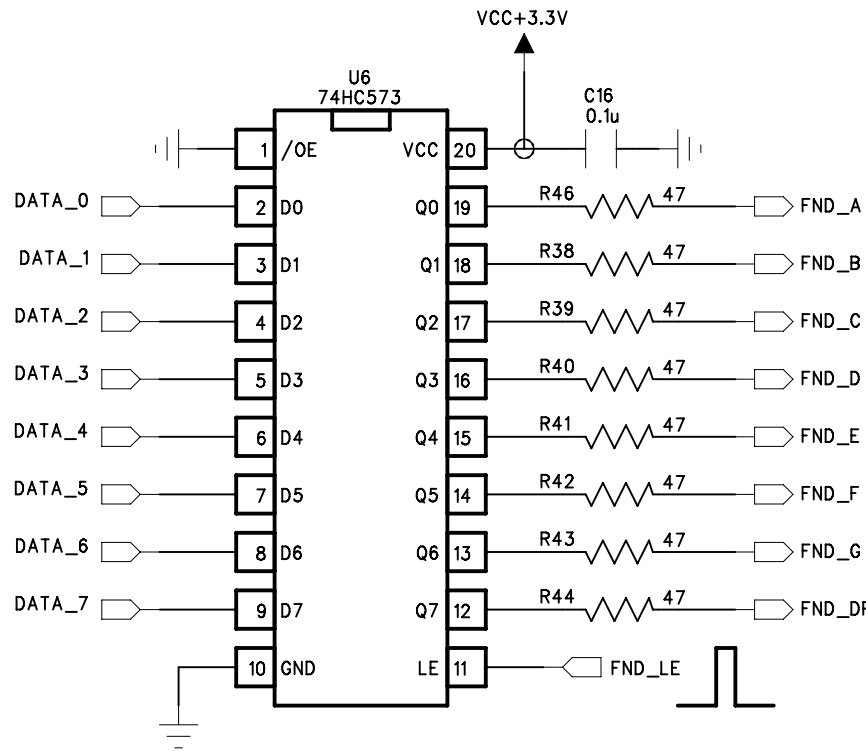 VCC+3.3V
U6
74HC573
C16
0.1u
1 /OE VCC 20
DATA_0 2 D0 Q0 19 R46 47 FND_A
DATA_1 3 D1 Q1 18 R38 47 FND_B
DATA_2 4 D2 Q2 17 R39 47 FND_C
DATA_3 5 D3 Q3 16 R40 47 FND_D
DATA_4 6 D4 Q4 15 R41 47 FND_E
DATA_5 7 D5 Q5 14 R42 47 FND_F
DATA_6 8 D6 Q6 13 R43 47 FND_G
DATA_7 9 D7 Q7 12 R44 47 FND_DP
10 GND LE 11 FND_LE